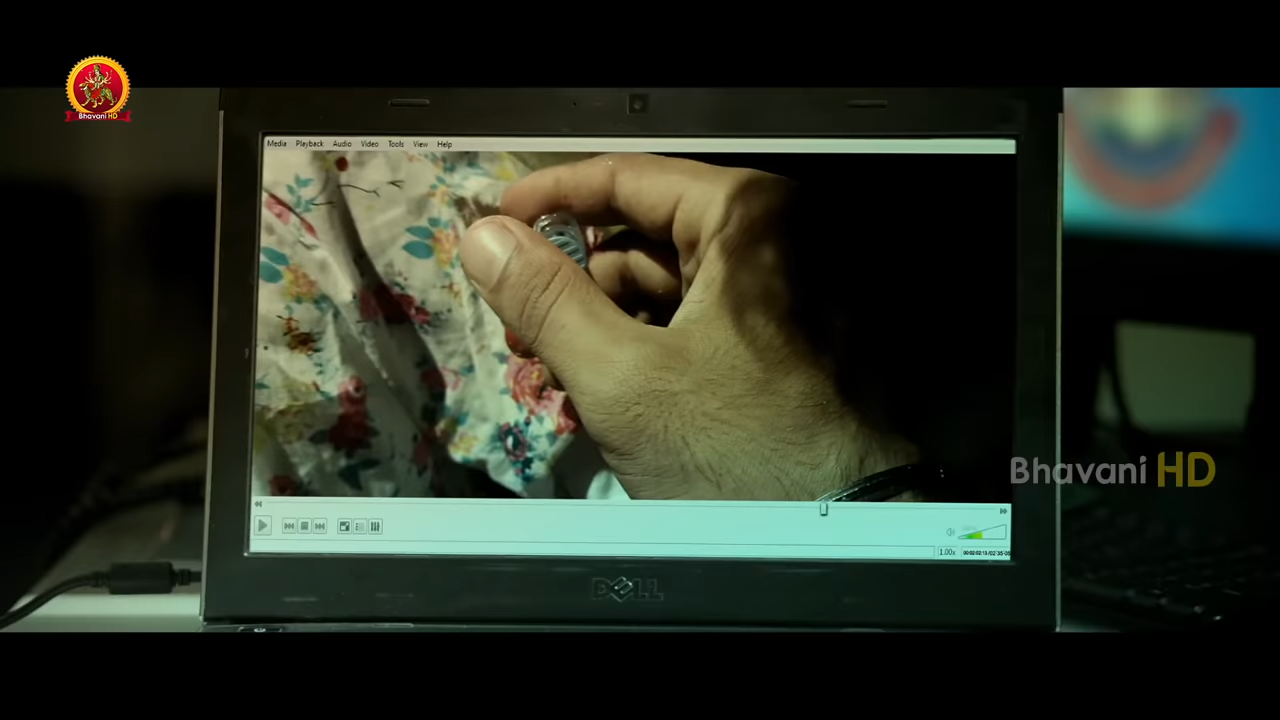 Bhavani HD
Media Playback Audio Video Tools View Help
Bhavani HD
1.00x
DELL